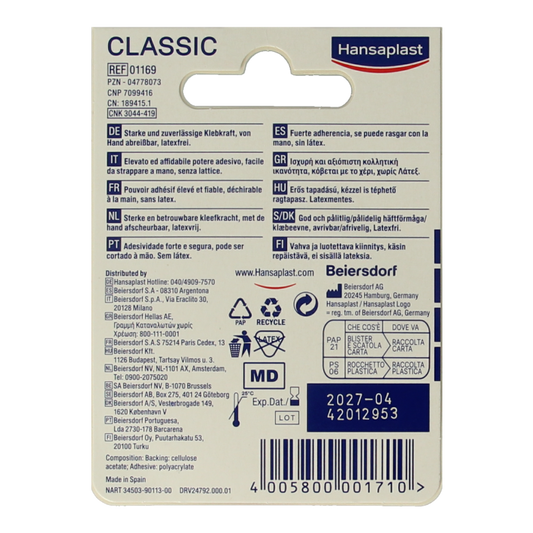 CLASSIC
REF 01169
PZN - 04778073
CNP 7099416
CN: 189415.1
CNK 3044-419
Hansaplast
DE Starke und zuverlässige Klebkraft, von
Hand abreißbar, latexfrei.
IT Elevato ed affidabile potere adesivo, facile
da strappare a mano, senza lattice.
FR Pouvoir adhésif élevé et fiable, déchirable
à la main, sans latex.
NL Sterke en betrouwbare kleefkracht, met de
hand afscheurbaar, latexvrij.
PT Adesividade forte e segura, pode ser
cortado à mão. Sem látex.
ES Fuerte adherencia, se puede rasgar con la
mano, sin látex.
GR Ισχυρή και αξιόπιστη κολλητική
ικανότητα, κόβεται με το χέρι, χωρίς Λάτεξ.
HU Erős tapadású, kézzel is téphető
ragtapasz. Latexmentes.
S/DK God och pålitlig/pålidelig häftförmåga/
klæbeevne, avrivbar/afrivelig, Latexfri.
FI Vahva ja luotettava kiinnitys, käsin
repäistävä, ei sisällä lateksia.
Distributed by
DE Hansaplast Hotline: 040/4909-7570
ES Beiersdorf S.A - 08310 Argentona
IT Beiersdorf S.p.A., Via Eraclito 30,
20128 Milano
GR Beiersdorf Hellas AE,
Γραμμή Καταναλωτών χωρίς
Χρέωση: 800-111-0001
FR Beiersdorf S.A.S 75214 Paris Cedex, 13
HU Beiersdorf Kft.
1126 Budapest, Tartsay Vilmos u. 3.
NL Beiersdorf NV, NL-1101 Amsterdam,
Tel: 0900-2075020
BE SA Beiersdorf NV, B-1070 Brussels
SE Beiersdorf AB, Box 275, 401 24 Göteborg
DK Beiersdorf A/S, Vesterbrogade 149,
1620 København V
PT Beiersdorf Portuguesa,
Lda 2730-178 Barcarena
FI Beiersdorf Oy, Puutarhakatu 53,
20100 Turku
Composition: Backing: cellulose
acetate; Adhesive: polyacrylate
Made in Spain
NART 34503-90113-00 DRV24792.000.01
www.Hansaplast.com
PAP
RECYCLE
LATEX
MD
25°C
Exp.Dat./
LOT
Beiersdorf
Beiersdorf AG
20245 Hamburg, Germany
Hansaplast / Hansaplast Logo
= reg. tm. of Beiersdorf AG, Germany
CHE COS'È DOVE VA
PAP 21 BLISTER E SCATOLA CARTA RACCOLTA CARTA
PS 06 ROCCHETTO PLASTICA RACCOLTA PLASTICA
2027-04
42012953
4 005800 001710 >